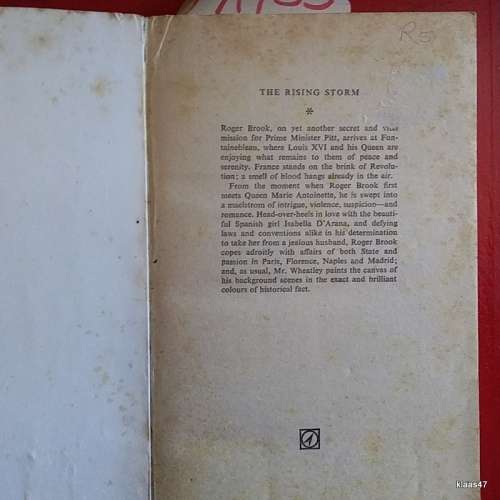 R5
THE RISING STORM
*
Roger Brook, on yet another secret and vital
mission for Prime Minister Pitt, arrives at Fon-
tainebleau, where Louis XVI and his Queen are
enjoying what remains to them of peace and
serenity. France stands on the brink of Revolu-
tion; a smell of blood hangs already in the air.
From the moment when Roger Brook first
meets Queen Marie Antoinette, he is swept into
a maelstrom of intrigue, violence, suspicion—and
romance. Head-over-heels in love with the beauti-
ful Spanish girl Isabella D'Arana, and defying
laws and conventions alike in his determination
to take her from a jealous husband, Roger Brook
copes adroitly with affairs of both State and
passion in Paris, Florence, Naples and Madrid;
and, as usual, Mr. Wheatley paints the canvas of
his background scenes in the exact and brilliant
colours of historical fact.
klaas47